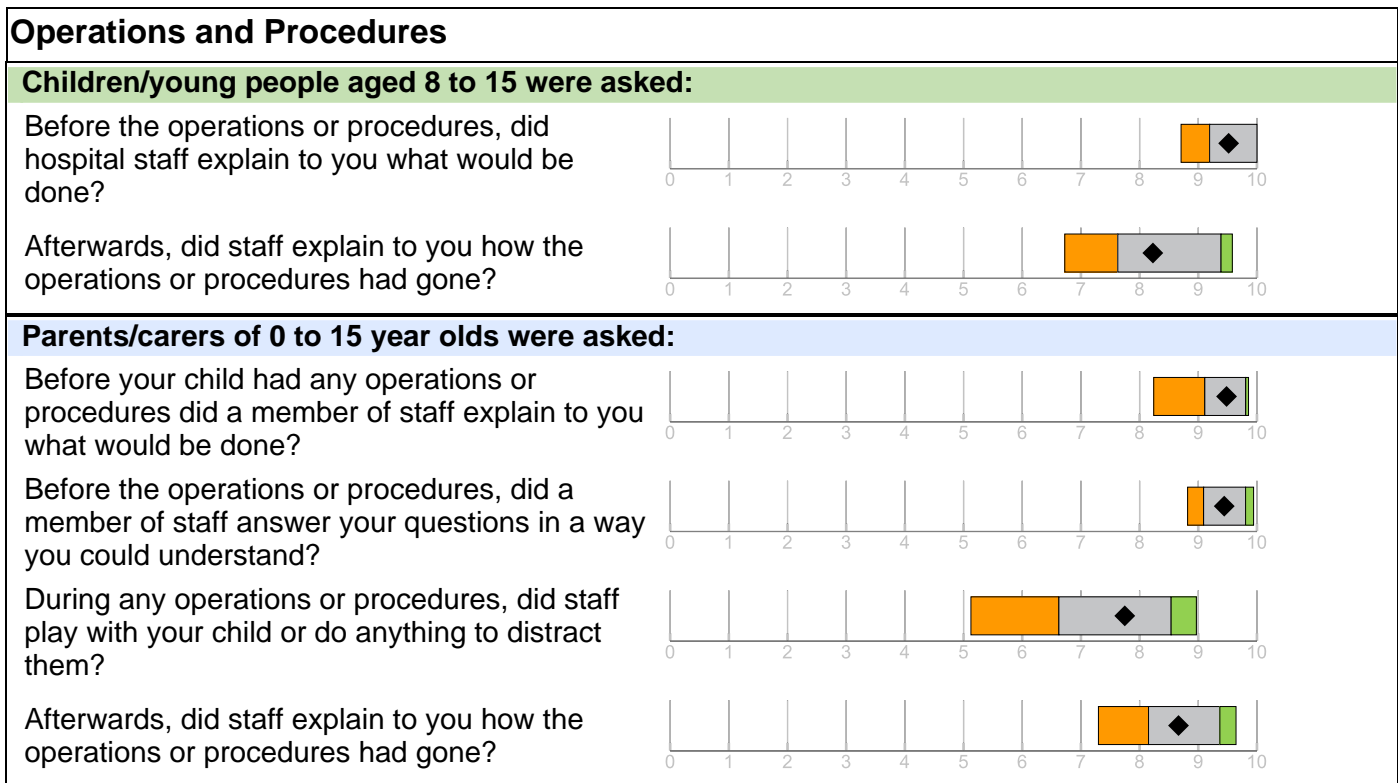 Operations and Procedures
Children/young people aged 8 to 15 were asked:
Before the operations or procedures, did
hospital staff explain to you what would be
done?
0 1 2 3 4 5 6 7 8 9 10
Afterwards, did staff explain to you how the
operations or procedures had gone?
0 1 2 3 4 5 6 7 8 9 10
Parents/carers of 0 to 15 year olds were asked:
Before your child had any operations or
procedures did a member of staff explain to you
what would be done?
0 1 2 3 4 5 6 7 8 9 10
Before the operations or procedures, did a
member of staff answer your questions in a way
you could understand?
0 1 2 3 4 5 6 7 8 9 10
During any operations or procedures, did staff
play with your child or do anything to distract
them?
0 1 2 3 4 5 6 7 8 9 10
Afterwards, did staff explain to you how the
operations or procedures had gone?
0 1 2 3 4 5 6 7 8 9 10